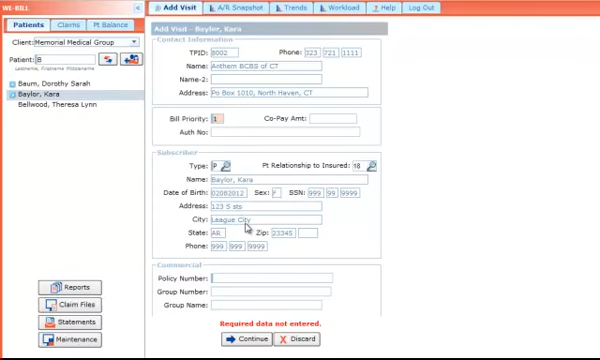 WE-BILL
<
Add Visit
A/R Snapshot
Trends
Workload
? Help
Log Out
Patients
Claims
Pt Balance
Client: Memorial Medical Group
Patient: B
Lastname, Firstname Middlename
Baum, Dorothy Sarah
Baylor, Kara
Bellwood, Theresa Lynn
Reports
Claim Files
Statements
Maintenance
Add Visit - Baylor, Kara
Contact Information
TPID: 8002 Phone: 323 721 1111
Name: Anthem BCBS of CT
Name-2:
Address: Po Box 1010, North Haven, CT
Bill Priority: 1 Co-Pay Amt:
Auth No:
Subscriber
Type: P Pt Relationship to Insured: 18
Name: Baylor, Kara
Date of Birth: 02082012 Sex: F SSN: 999 99 9999
Address: 123 S sts
City: League City
State: AR Zip: 23345
Phone: 999 999 9999
Commercial
Policy Number:
Group Number:
Group Name:
Required data not entered.
Continue
X Discard